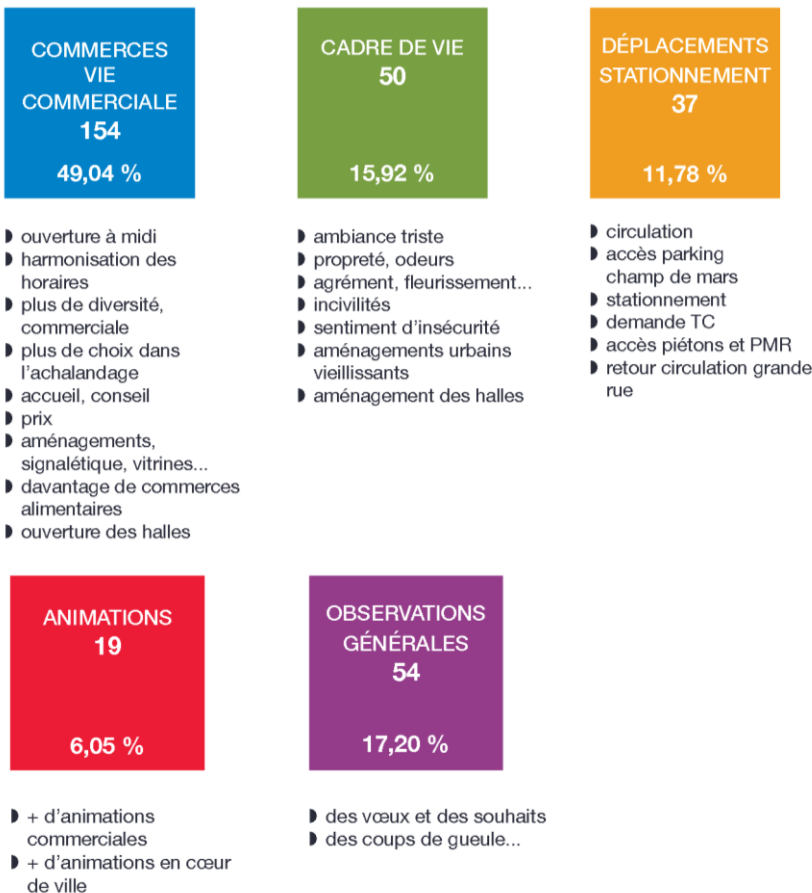 COMMERCES
VIE
COMMERCIALE
154
49,04 %
◗ ouverture à midi
◗ harmonisation des
horaires
◗ plus de diversité,
commerciale
◗ plus de choix dans
l'achalandage
◗ accueil, conseil
◗ prix
◗ aménagements,
signalétique, vitrines...
◗ davantage de commerces
alimentaires
◗ ouverture des halles
CADRE DE VIE
50
15,92 %
◗ ambiance triste
◗ propreté, odeurs
◗ agrément, fleurissement...
◗ incivilités
◗ sentiment d'insécurité
◗ aménagements urbains
vieillissants
◗ aménagement des halles
DÉPLACEMENTS
STATIONNEMENT
37
11,78 %
◗ circulation
◗ accès parking
champ de mars
◗ stationnement
◗ demande TC
◗ accès piétons et PMR
◗ retour circulation grande
rue
ANIMATIONS
19
6,05 %
◗ + d'animations
commerciales
◗ + d'animations en cœur
de ville
OBSERVATIONS
GÉNÉRALES
54
17,20 %
◗ des vœux et des souhaits
◗ des coups de gueule...